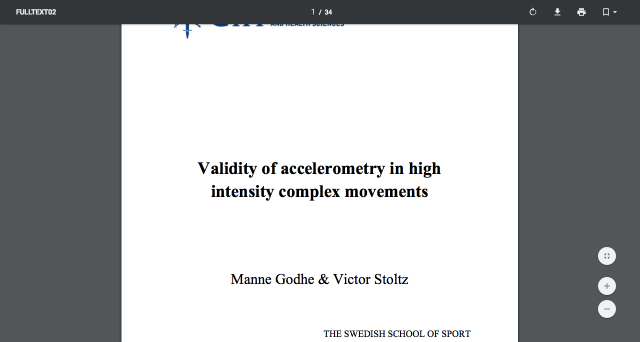 FULLTEXT02
1 / 34
AND HEALTH SCIENCES
Validity of accelerometry in high
intensity complex movements
Manne Godhe & Victor Stoltz
THE SWEDISH SCHOOL OF SPORT